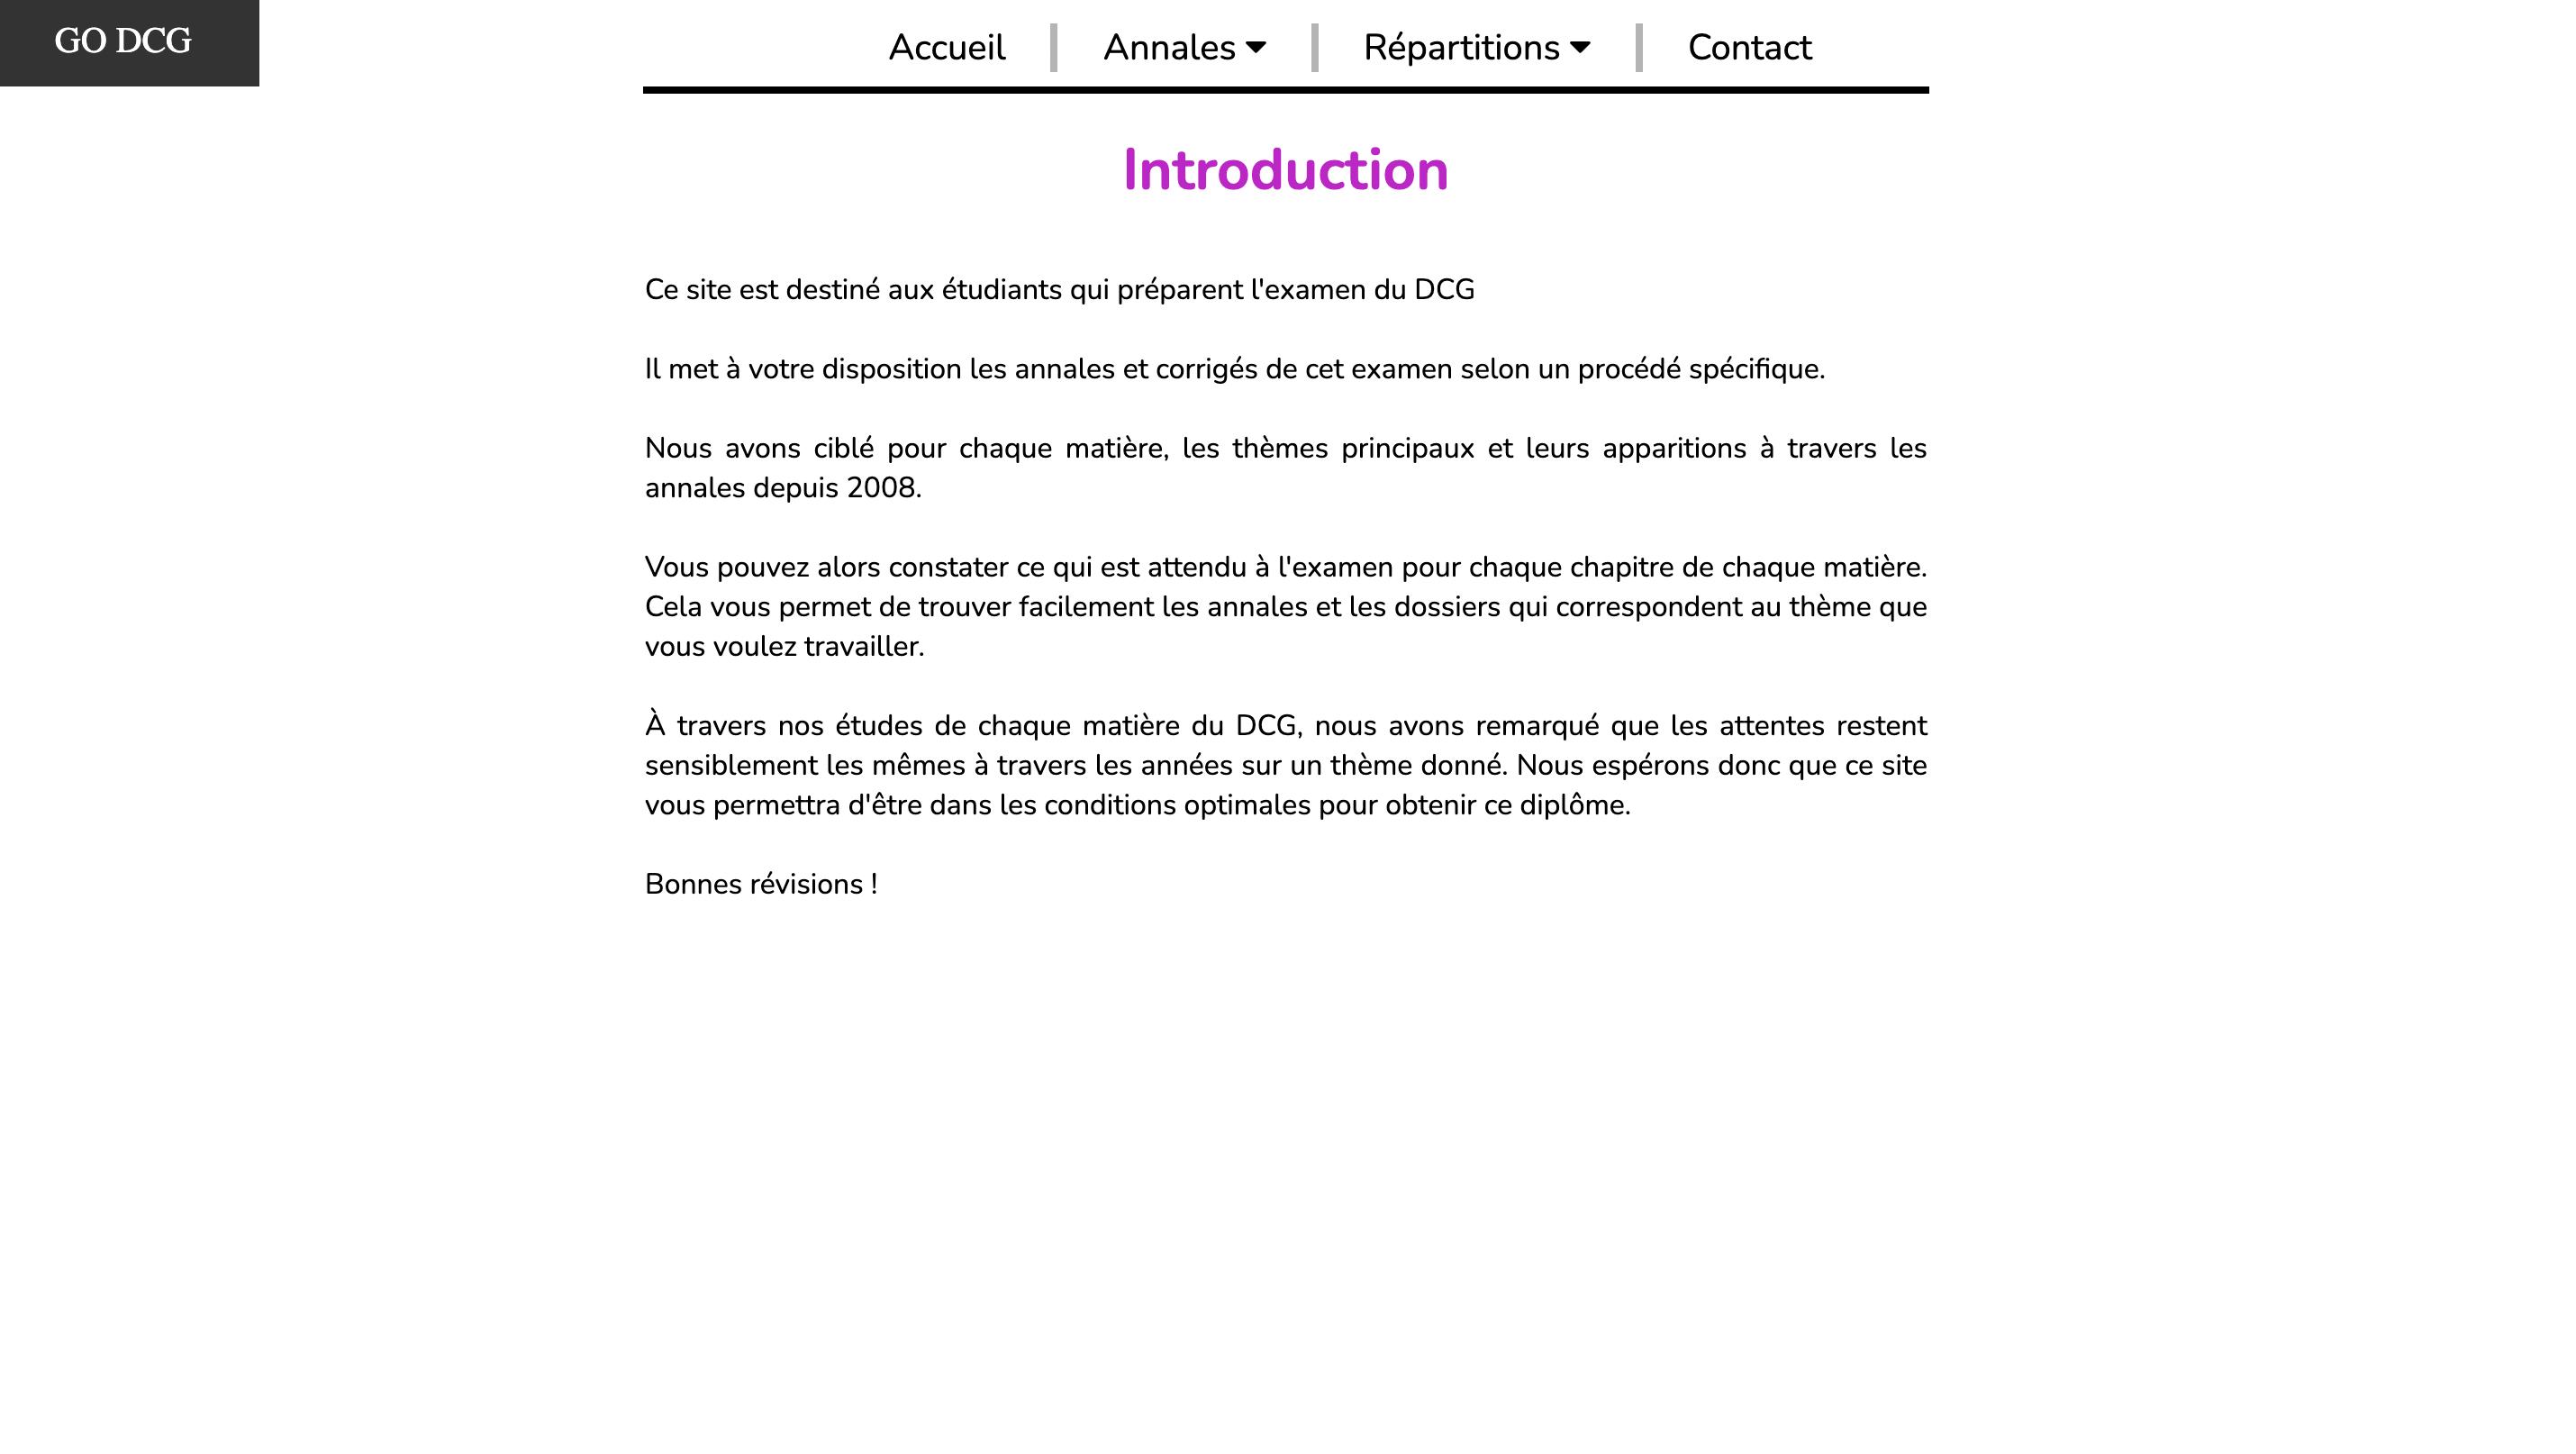 GO DCG
Accueil
Annales
Répartitions
Contact
Introduction
Ce site est destiné aux étudiants qui préparent l'examen du DCG
Il met à votre disposition les annales et corrigés de cet examen selon un procédé spécifique.
Nous avons ciblé pour chaque matière, les thèmes principaux et leurs apparitions à travers les
annales depuis 2008.
Vous pouvez alors constater ce qui est attendu à l'examen pour chaque chapitre de chaque matière.
Cela vous permet de trouver facilement les annales et les dossiers qui correspondent au thème que
vous voulez travailler.
À travers nos études de chaque matière du DCG, nous avons remarqué que les attentes restent
sensiblement les mêmes à travers les années sur un thème donné. Nous espérons donc que ce site
vous permettra d'être dans les conditions optimales pour obtenir ce diplôme.
Bonnes révisions !